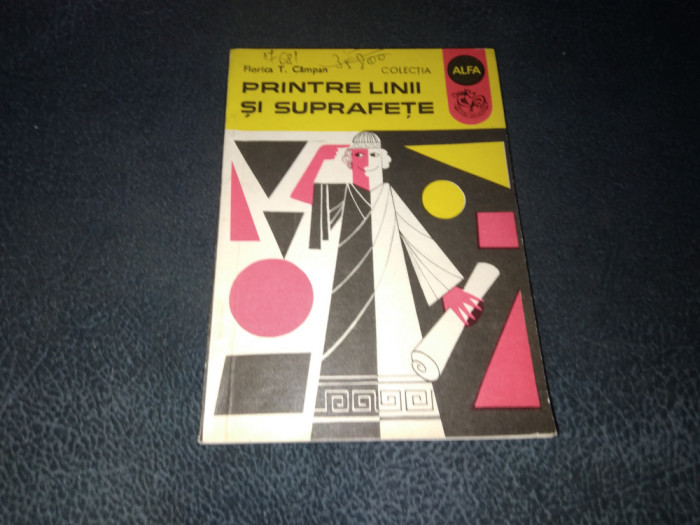 Florica T. Câmpan COLECȚIA ALFA
PRINTRE LINII
ȘI SUPRAFEȚE